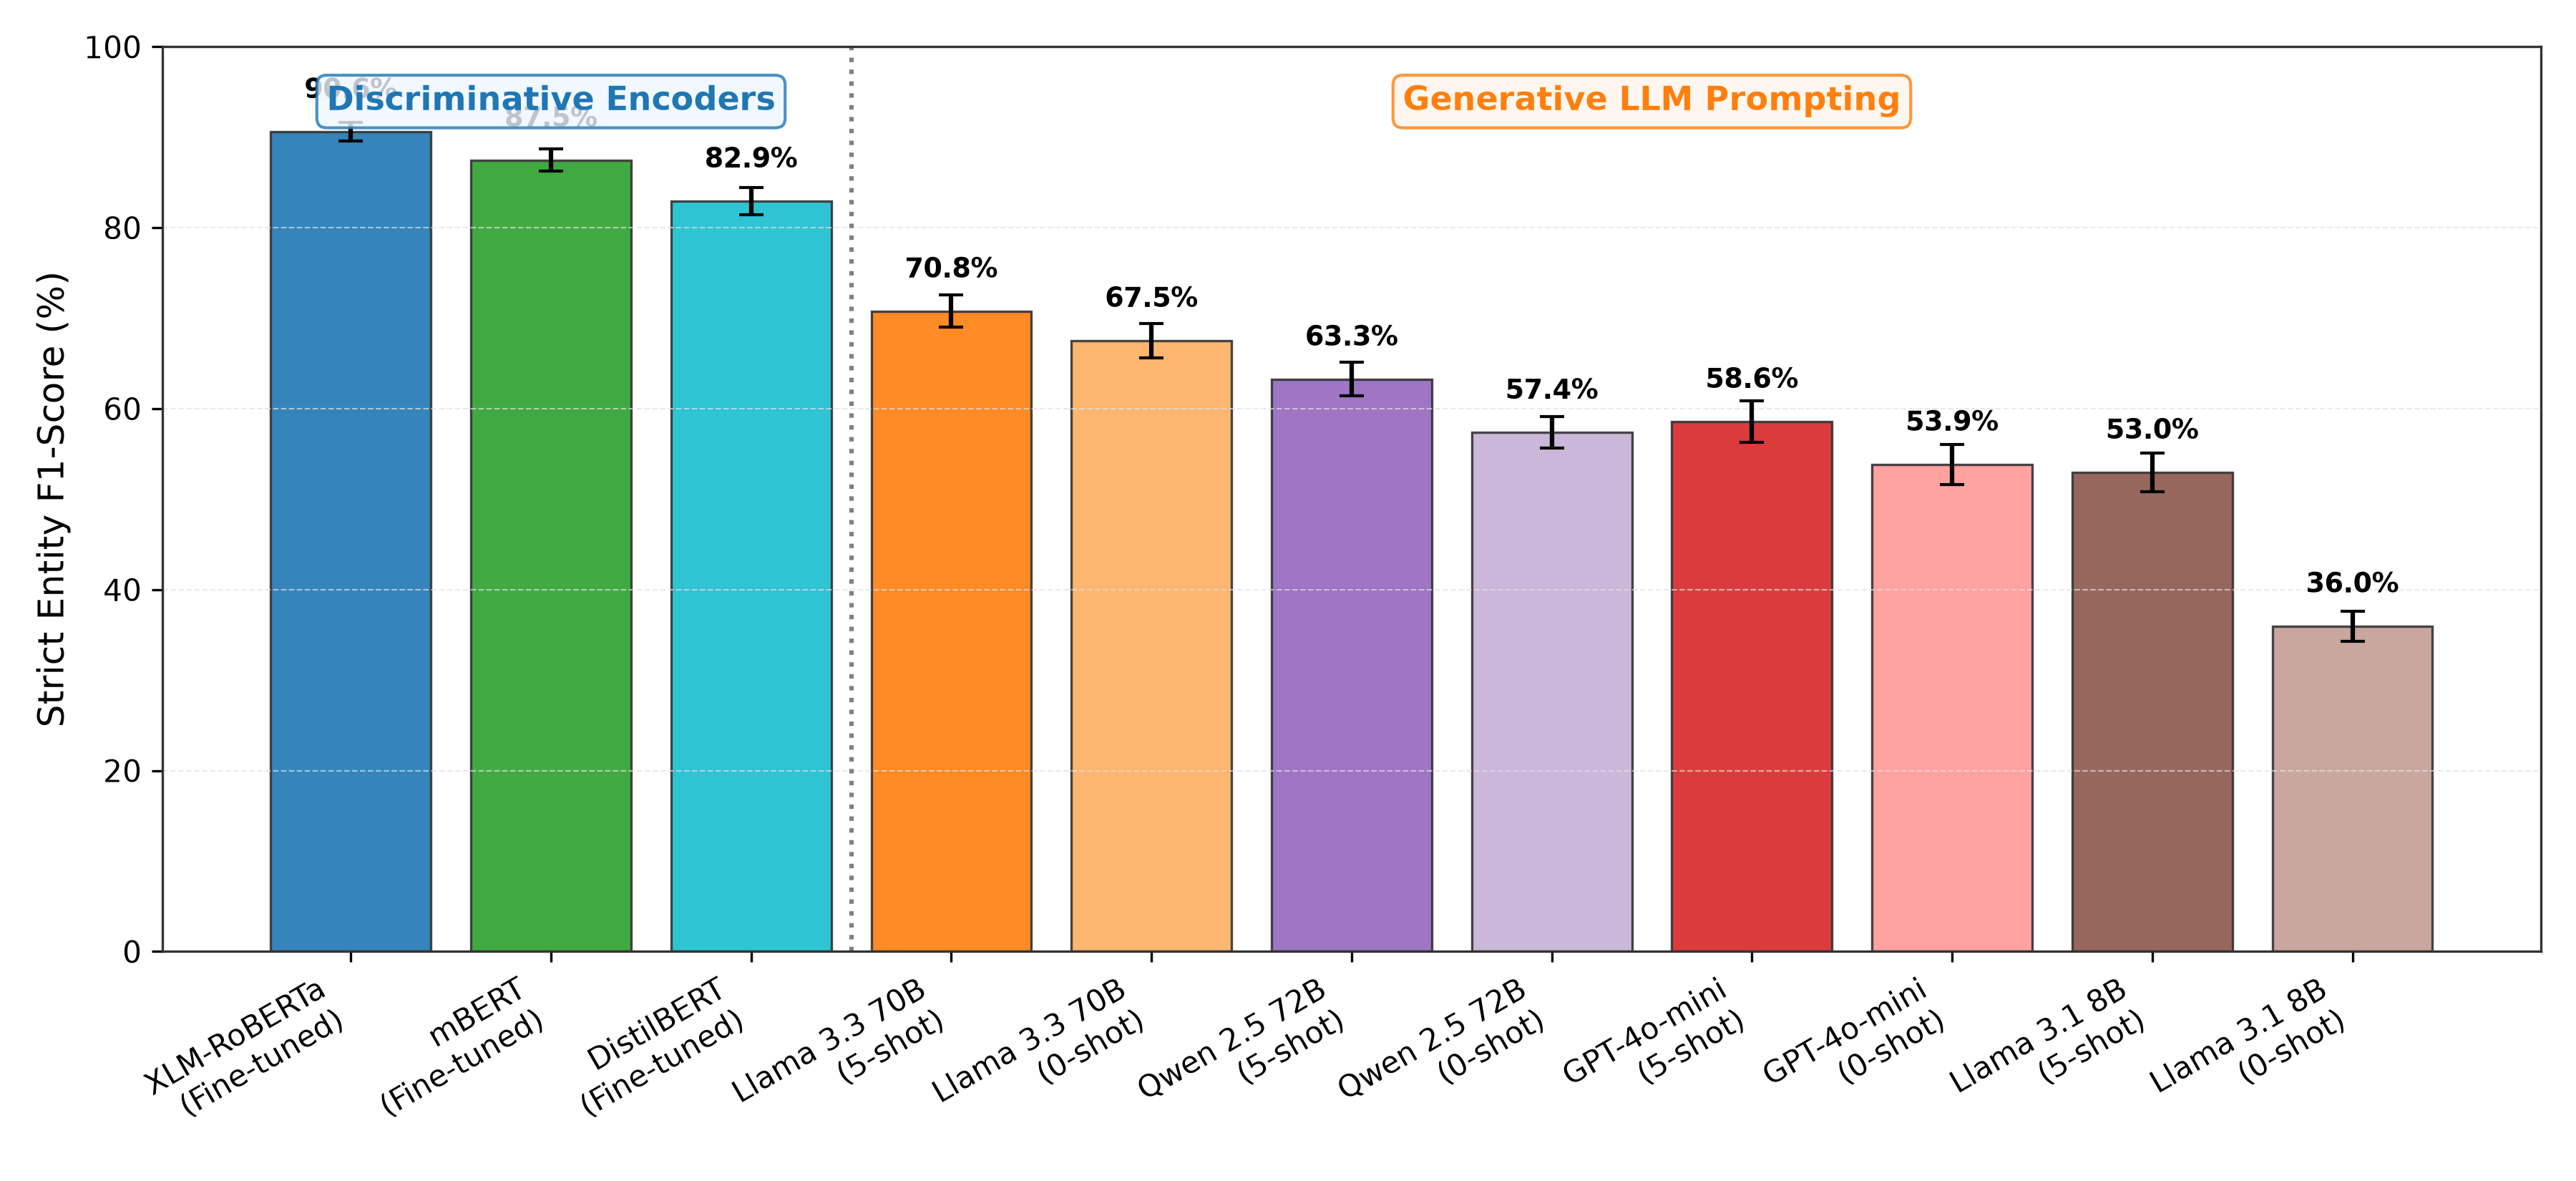 100
80
60
40
20
0
Strict Entity F1-Score (%)
90.6%
Discriminative Encoders
87.5%
82.9%
Generative LLM Prompting
70.8%
67.5%
63.3%
57.4%
58.6%
53.9%
53.0%
36.0%
XLM-RoBERTa
(Fine-tuned)
mBERT
(Fine-tuned)
DistilBERT
(Fine-tuned)
Llama 3.3 70B
(5-shot)
Llama 3.3 70B
(0-shot)
Qwen 2.5 72B
(5-shot)
Qwen 2.5 72B
(0-shot)
GPT-4o-mini
(5-shot)
GPT-4o-mini
(0-shot)
Llama 3.1 8B
(5-shot)
Llama 3.1 8B
(0-shot)